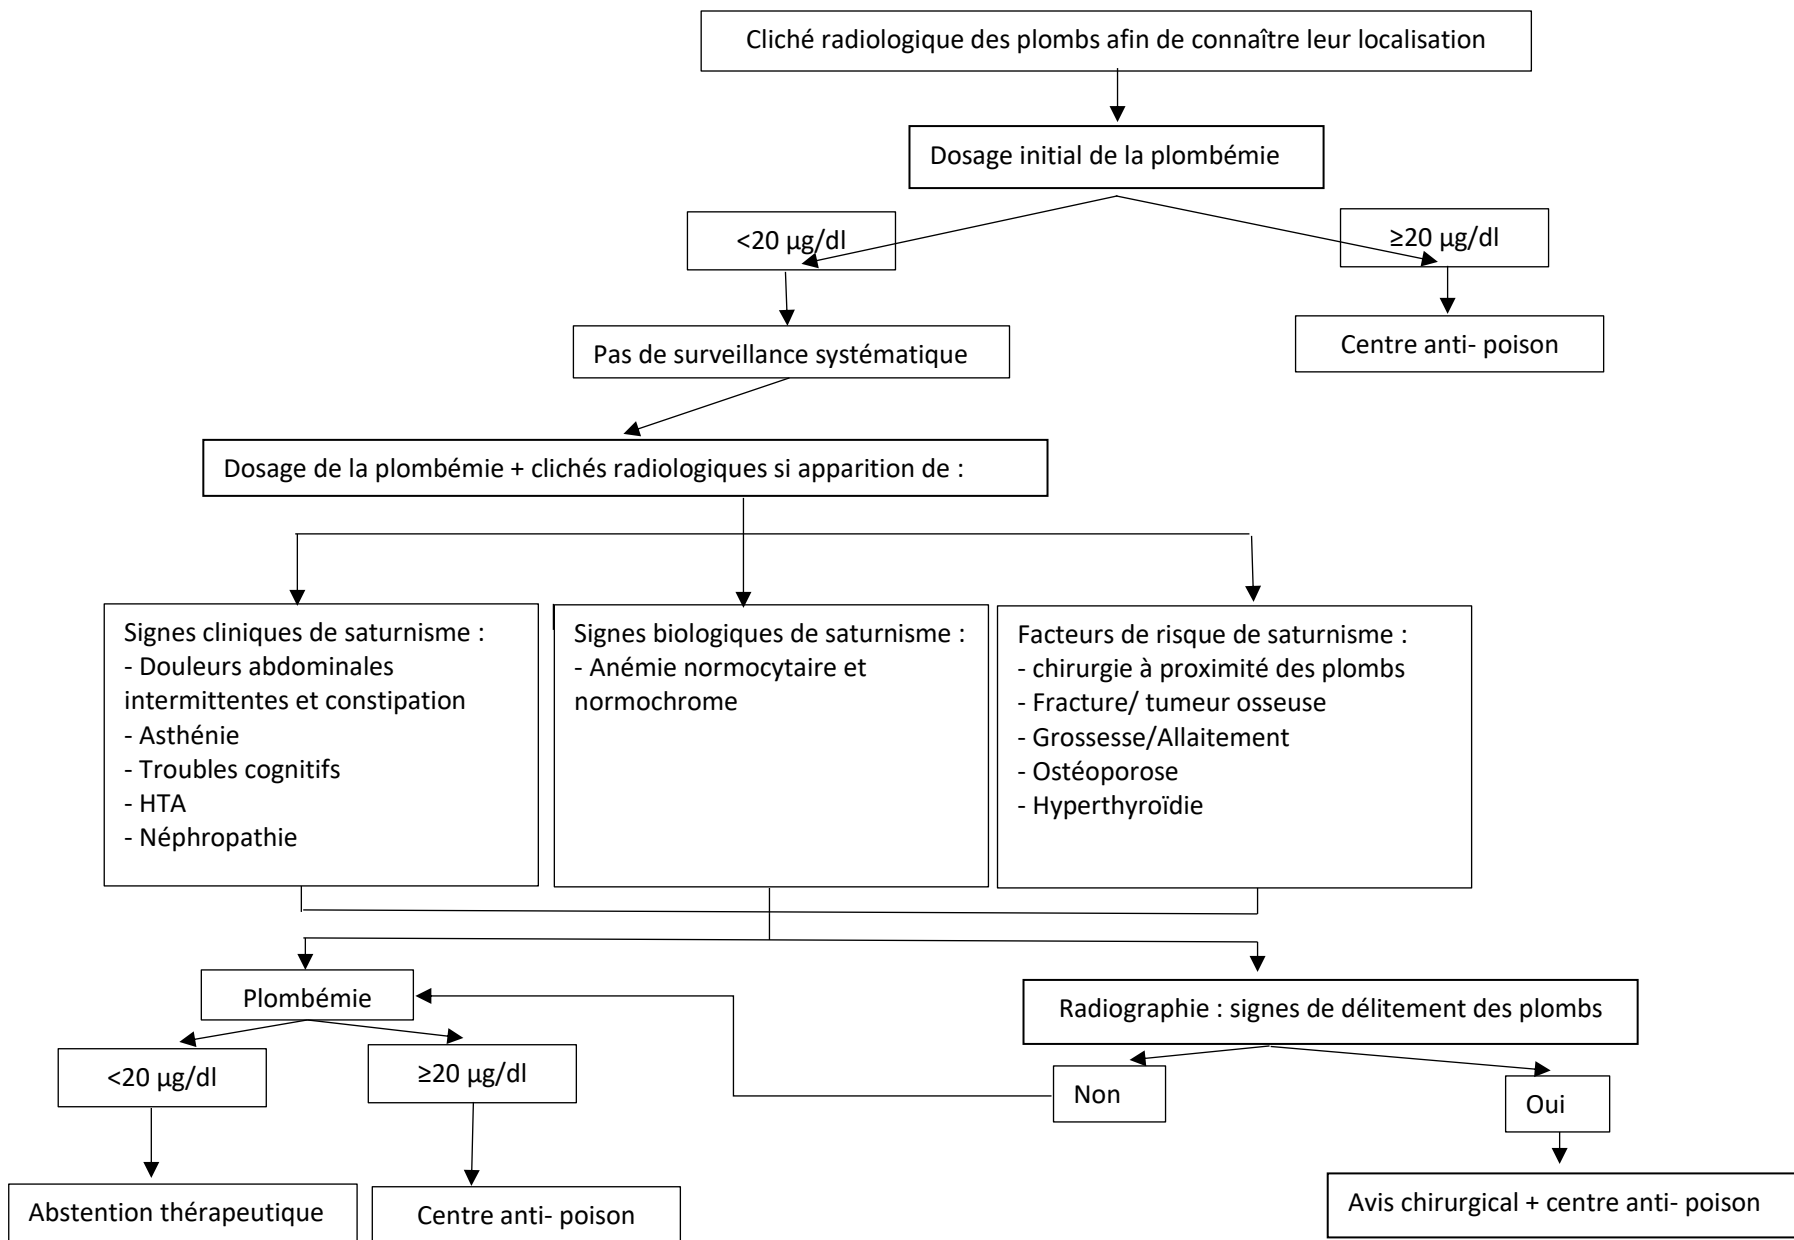 Cliché radiologique des plombs afin de connaître leur localisation
Dosage initial de la plombémie
<20 µg/dl
≥20 µg/dl
Pas de surveillance systématique
Centre anti- poison
Dosage de la plombémie + clichés radiologiques si apparition de :
Signes cliniques de saturnisme :
- Douleurs abdominales
intermittentes et constipation
- Asthénie
- Troubles cognitifs
- HTA
- Néphropathie
Signes biologiques de saturnisme :
- Anémie normocytaire et
normochrome
Facteurs de risque de saturnisme :
- chirurgie à proximité des plombs
- Fracture/ tumeur osseuse
- Grossesse/Allaitement
- Ostéoporose
- Hyperthyroïdie
Plombémie
Radiographie : signes de délitement des plombs
<20 µg/dl
≥20 µg/dl
Non
Oui
Abstention thérapeutique
Centre anti- poison
Avis chirurgical + centre anti- poison